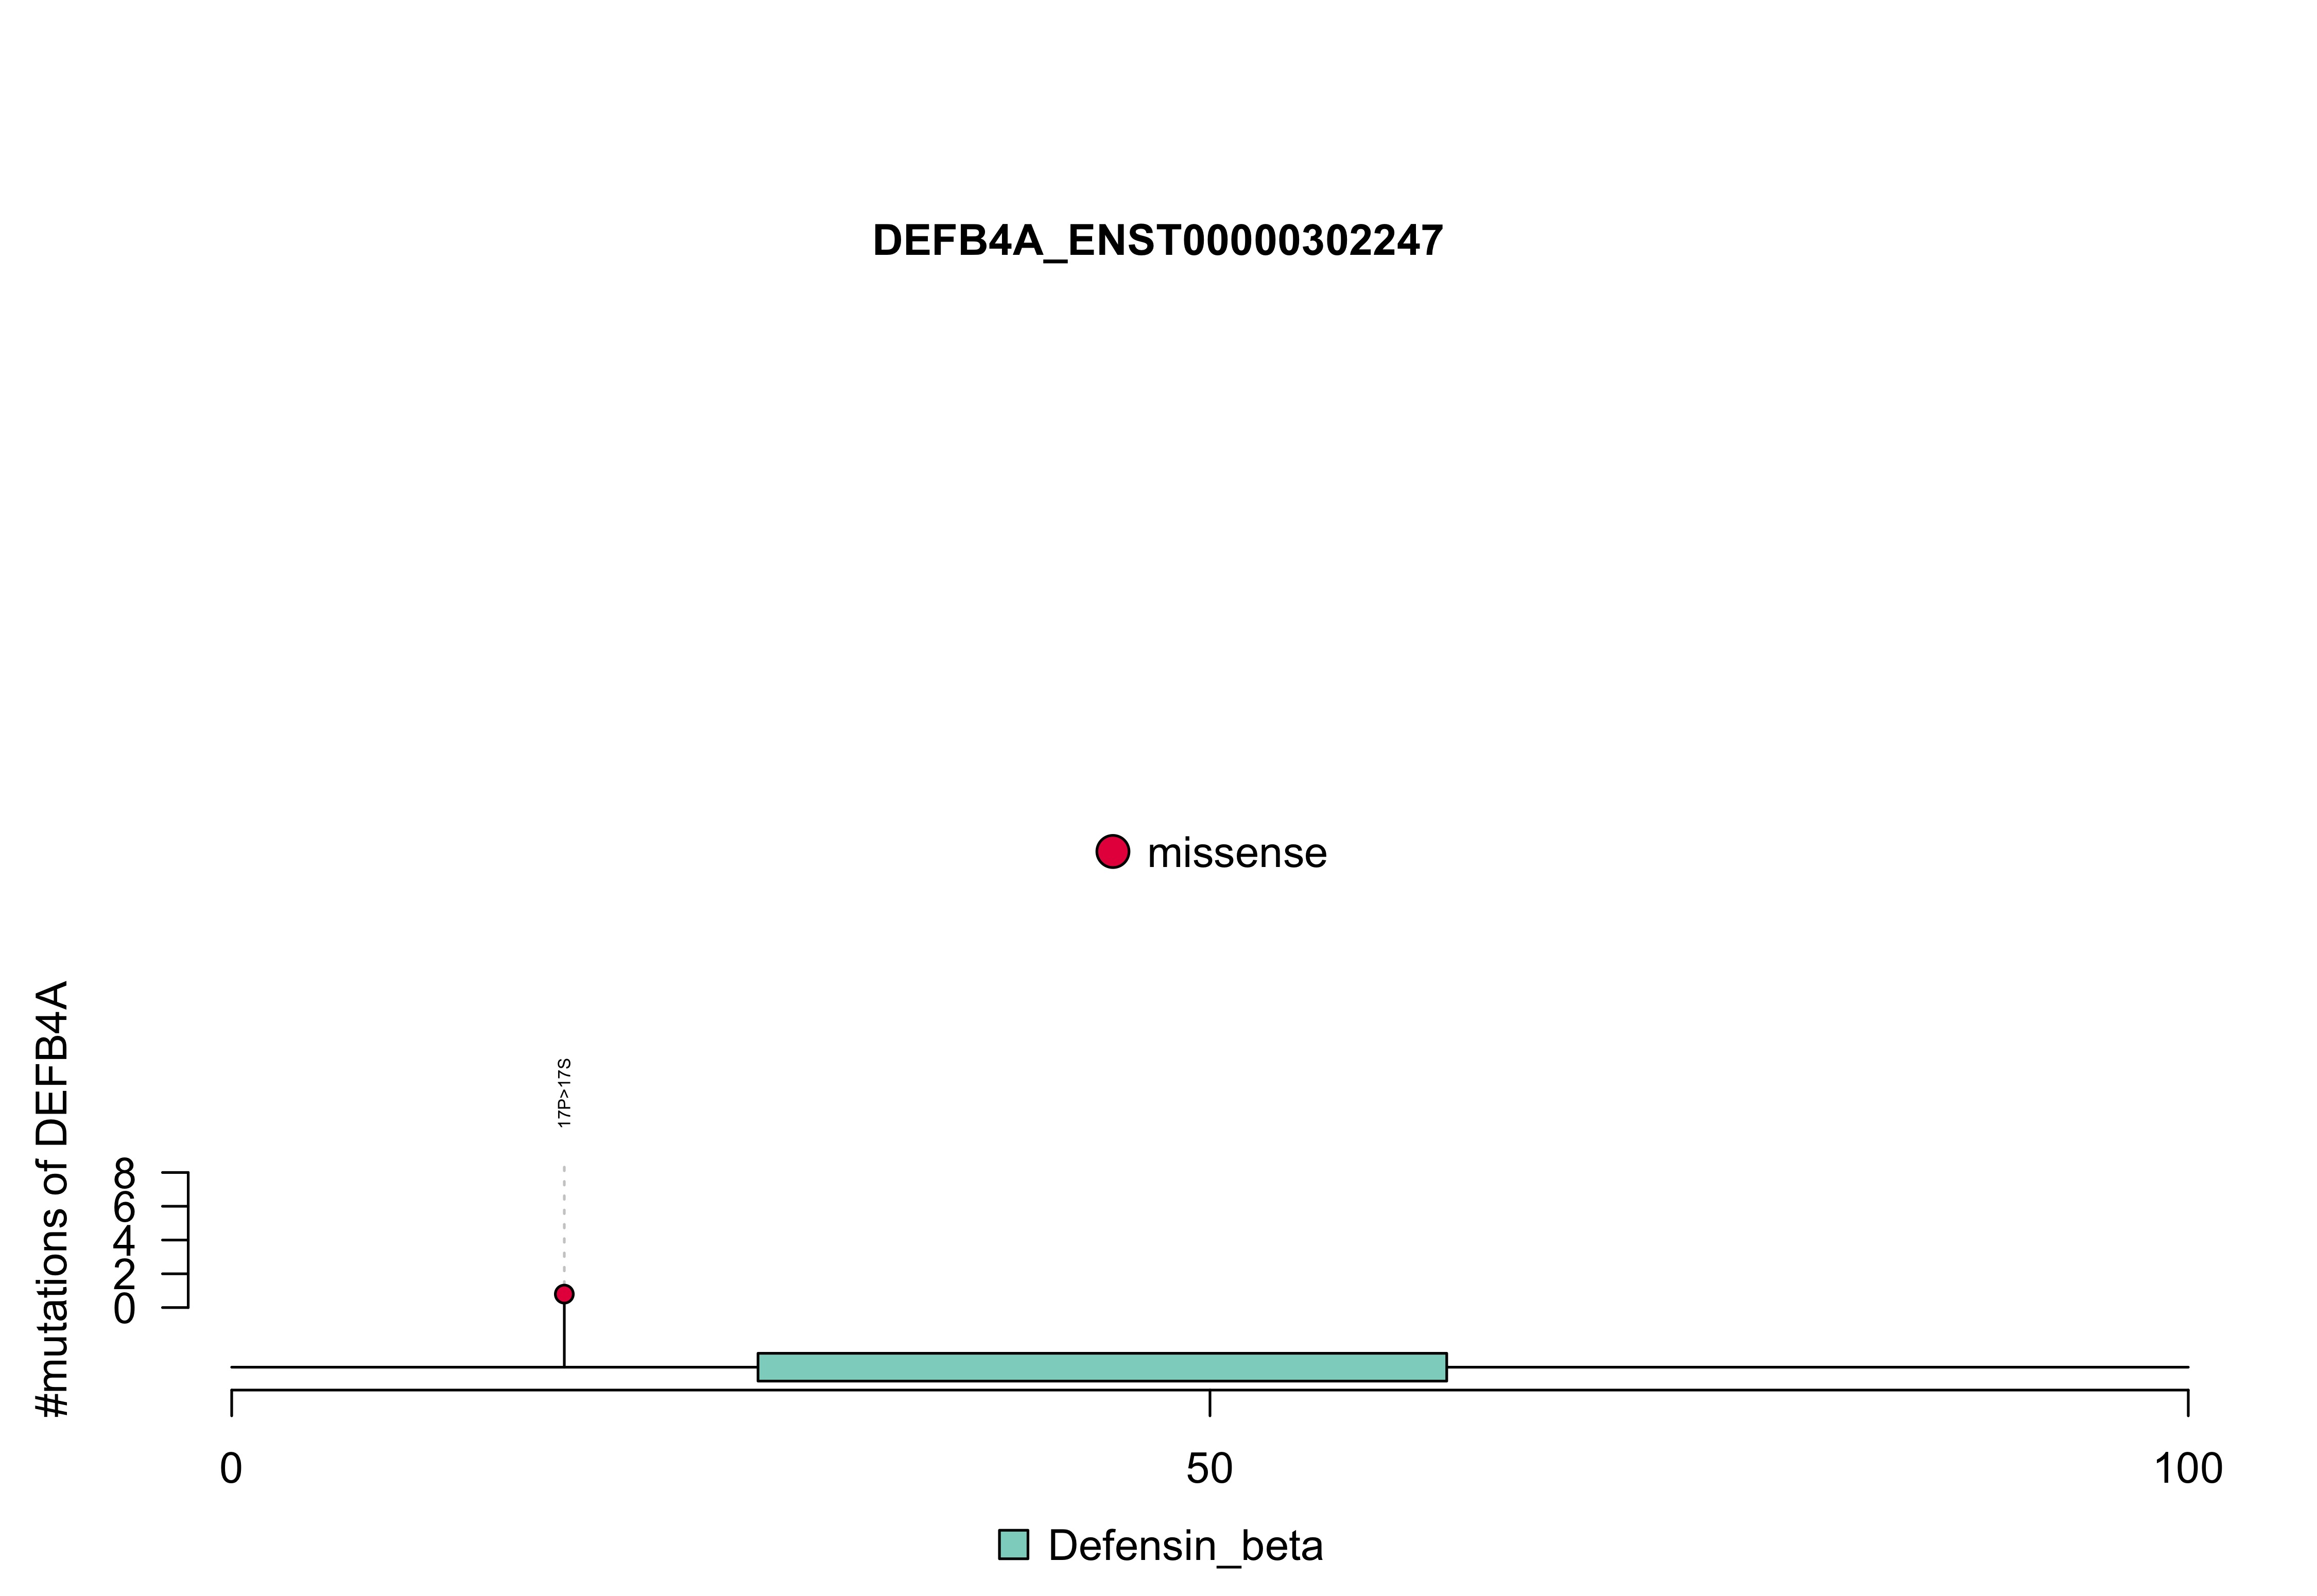 DEFB4A_ENST00000302247
missense
#mutations of DEFB4A
17P>17S
8
6
4
2
0
0
50
100
Defensin_beta